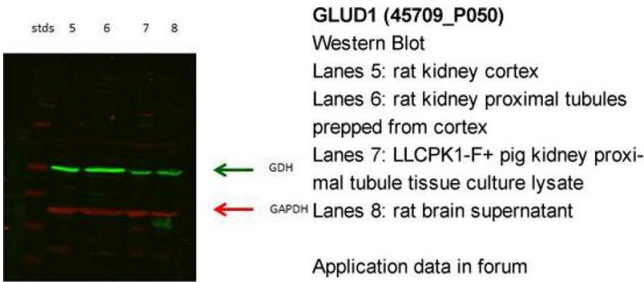 stds 5 6 7 8
GDH
GAPDH
GLUD1 (45709_P050)
Western Blot
Lanes 5: rat kidney cortex
Lanes 6: rat kidney proximal tubules
prepped from cortex
Lanes 7: LLCPK1-F+ pig kidney proxi-
mal tubule tissue culture lysate
Lanes 8: rat brain supernatant
Application data in forum